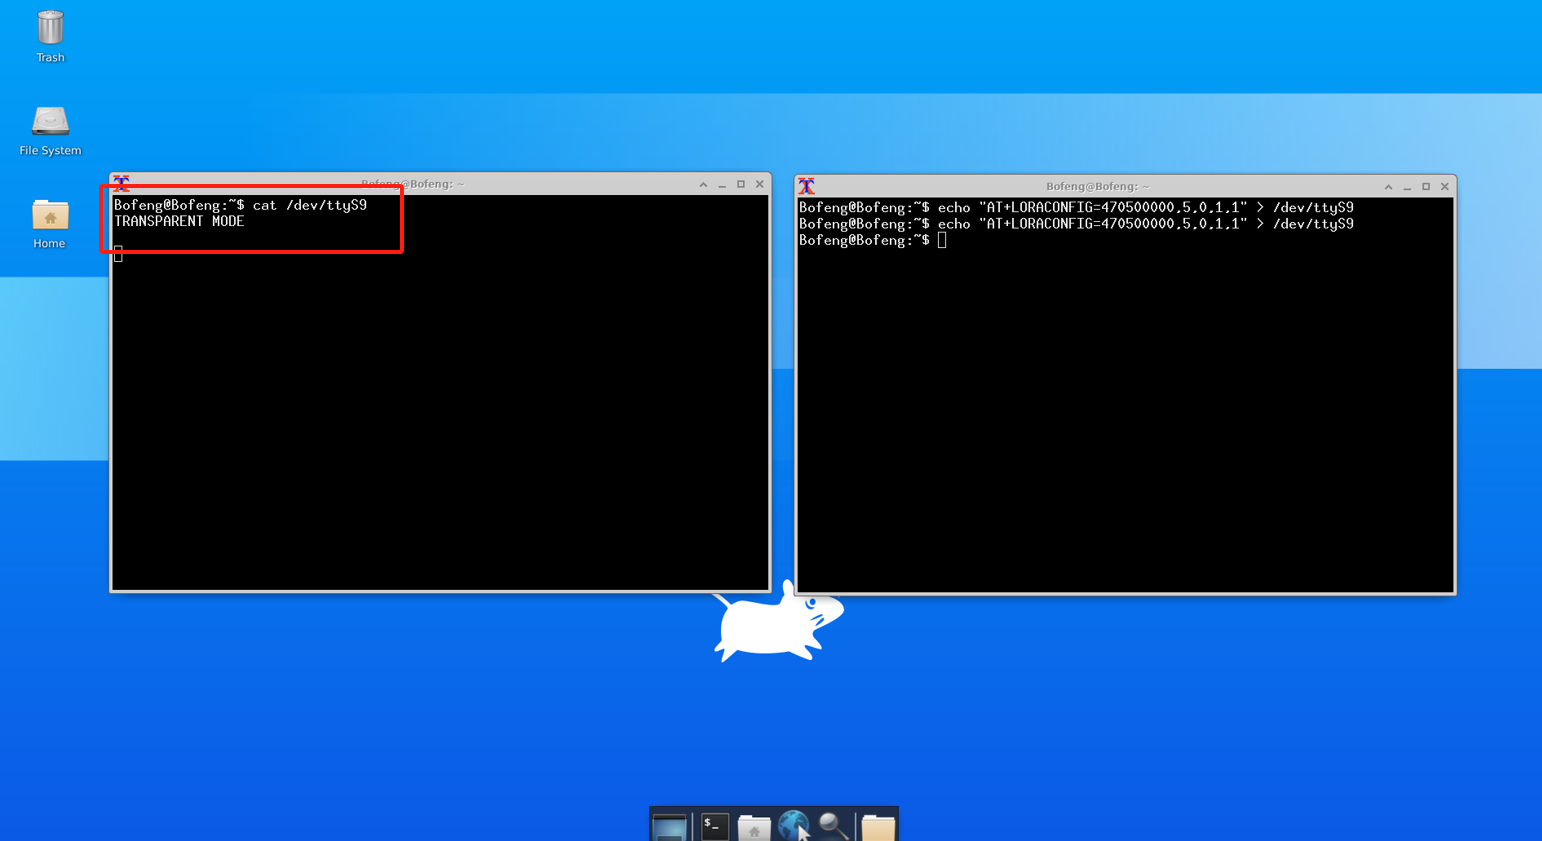 Trash
File System
Home
Bofeng@Bofeng: ~
Bofeng@Bofeng:~$ cat /dev/ttyS9
TRANSPARENT MODE
Bofeng@Bofeng: ~
Bofeng@Bofeng:~$ echo "AT+LORACONFIG=470500000,5,0,1,1" > /dev/ttyS9
Bofeng@Bofeng:~$ echo "AT+LORACONFIG=470500000,5,0,1,1" > /dev/ttyS9
Bofeng@Bofeng:~$
$_